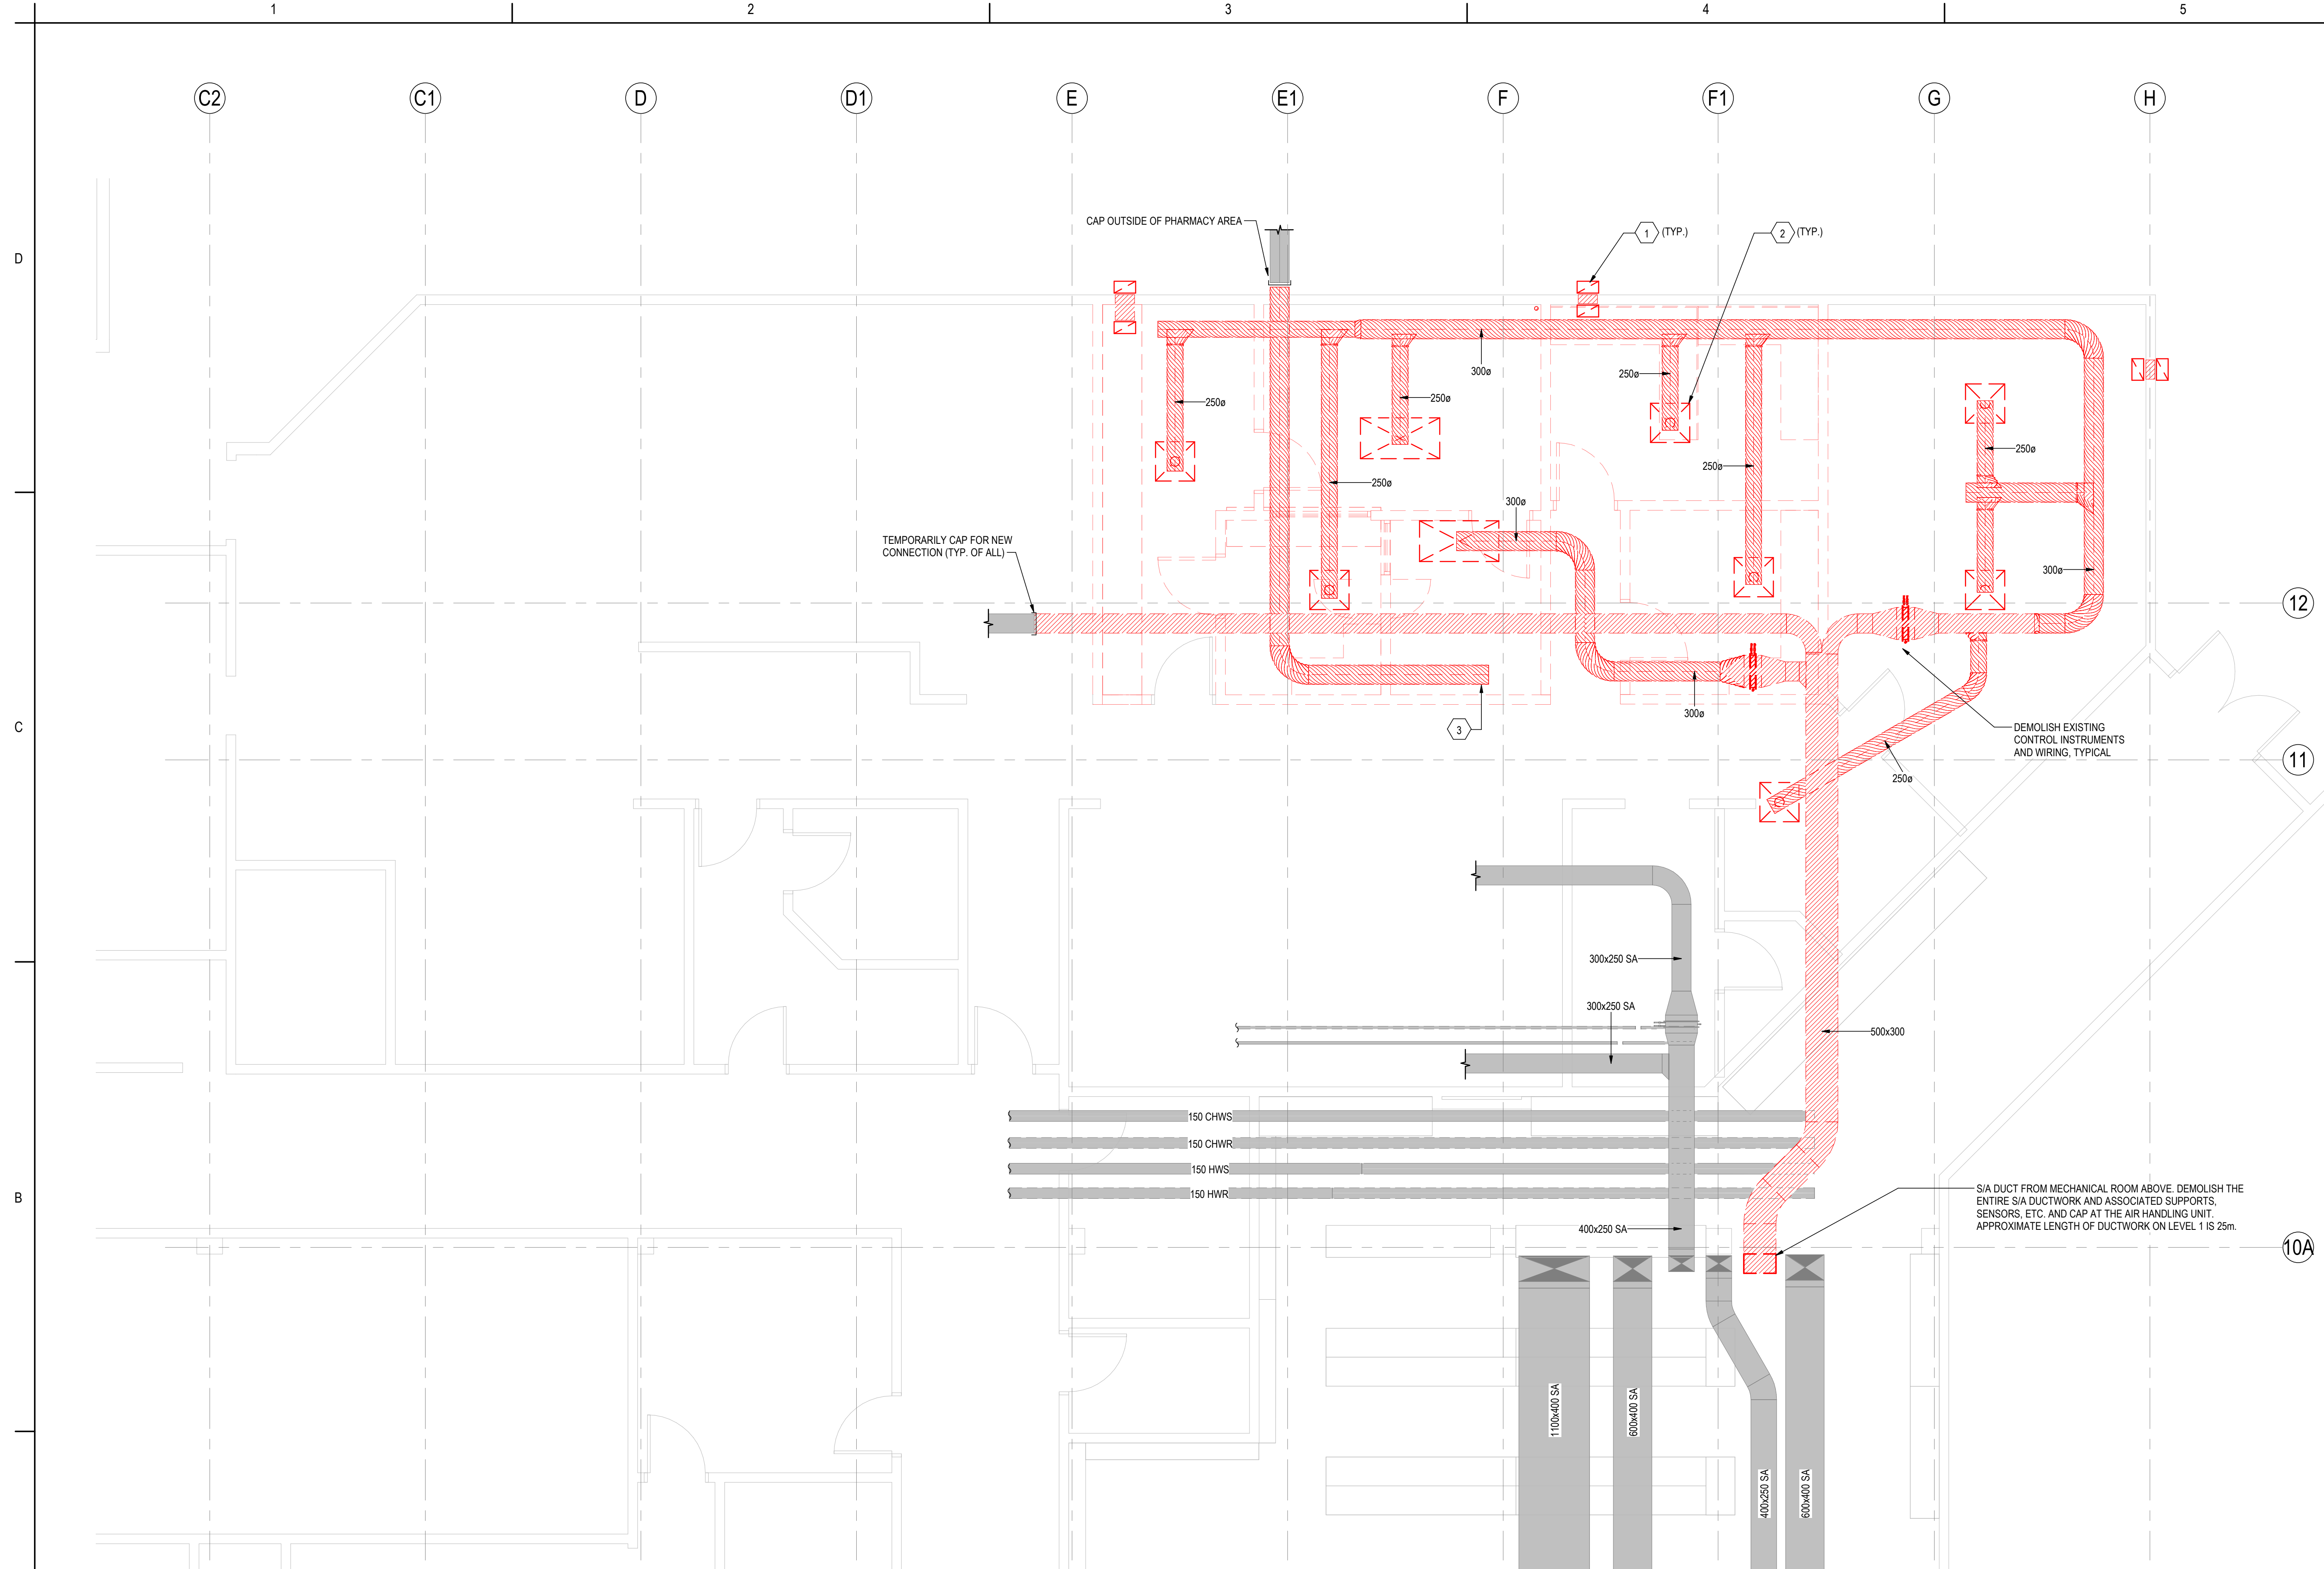 1 2 3 4 5
C2 C1 D D1 E E1 F F1 G H
CAP OUTSIDE OF PHARMACY AREA
1 (TYP.)
2 (TYP.)
D
300ø
250ø
250ø
250ø
250ø
250ø
250ø
300ø
TEMPORARILY CAP FOR NEW
CONNECTION (TYP. OF ALL)
300ø
12
300ø
3
C
DEMOLISH EXISTING
CONTROL INSTRUMENTS
AND WIRING, TYPICAL
11
250ø
300x250 SA
300x250 SA
500x300
150 CHWS
150 CHWR
150 HWS
150 HWR
B
S/A DUCT FROM MECHANICAL ROOM ABOVE. DEMOLISH THE
ENTIRE S/A DUCTWORK AND ASSOCIATED SUPPORTS,
SENSORS, ETC. AND CAP AT THE AIR HANDLING UNIT.
APPROXIMATE LENGTH OF DUCTWORK ON LEVEL 1 IS 25m.
400x250 SA
10A
1100x400 SA
600x400 SA
400x250 SA
600x400 SA